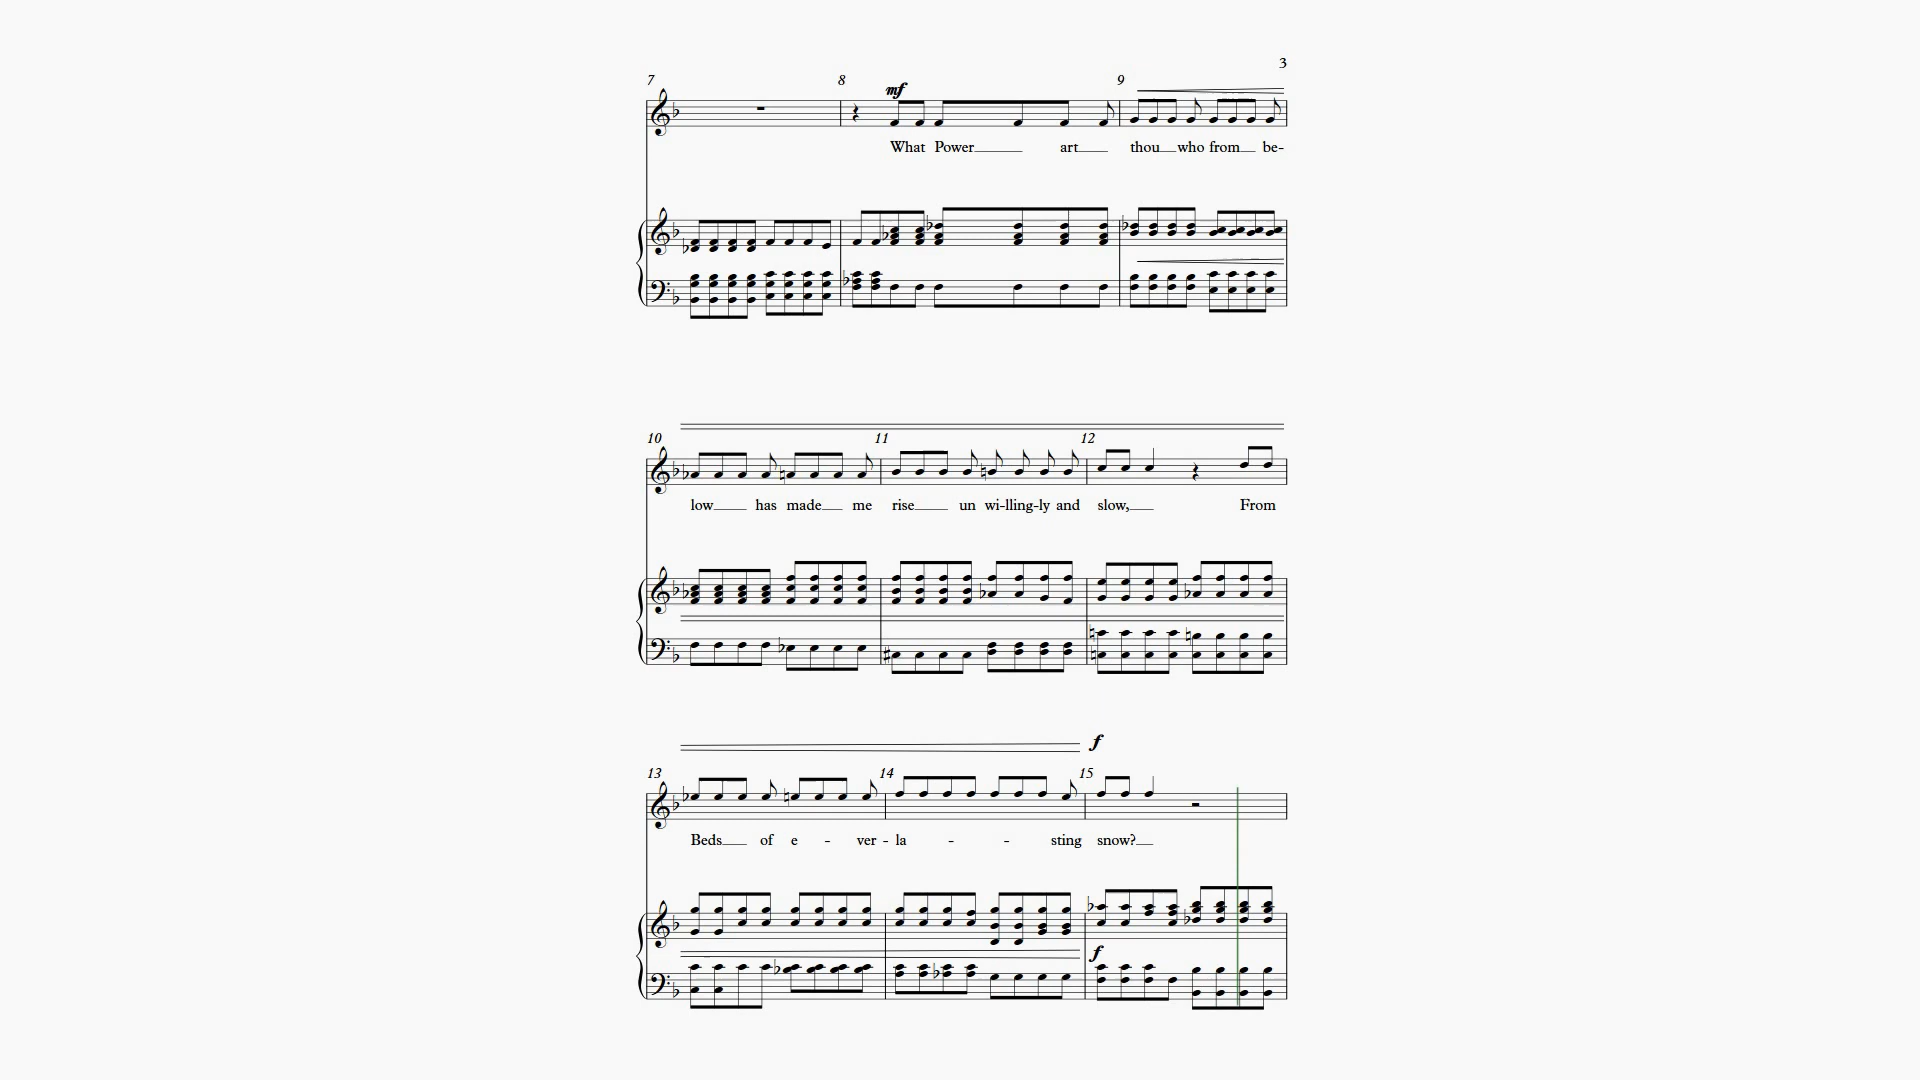 3
7 8 9
mf
What Power art thou who from be-
10 11 12
low has made me rise un wi-lling-ly and slow, From
f
13 14 15
Beds of e - ver - la - - sting snow?
f